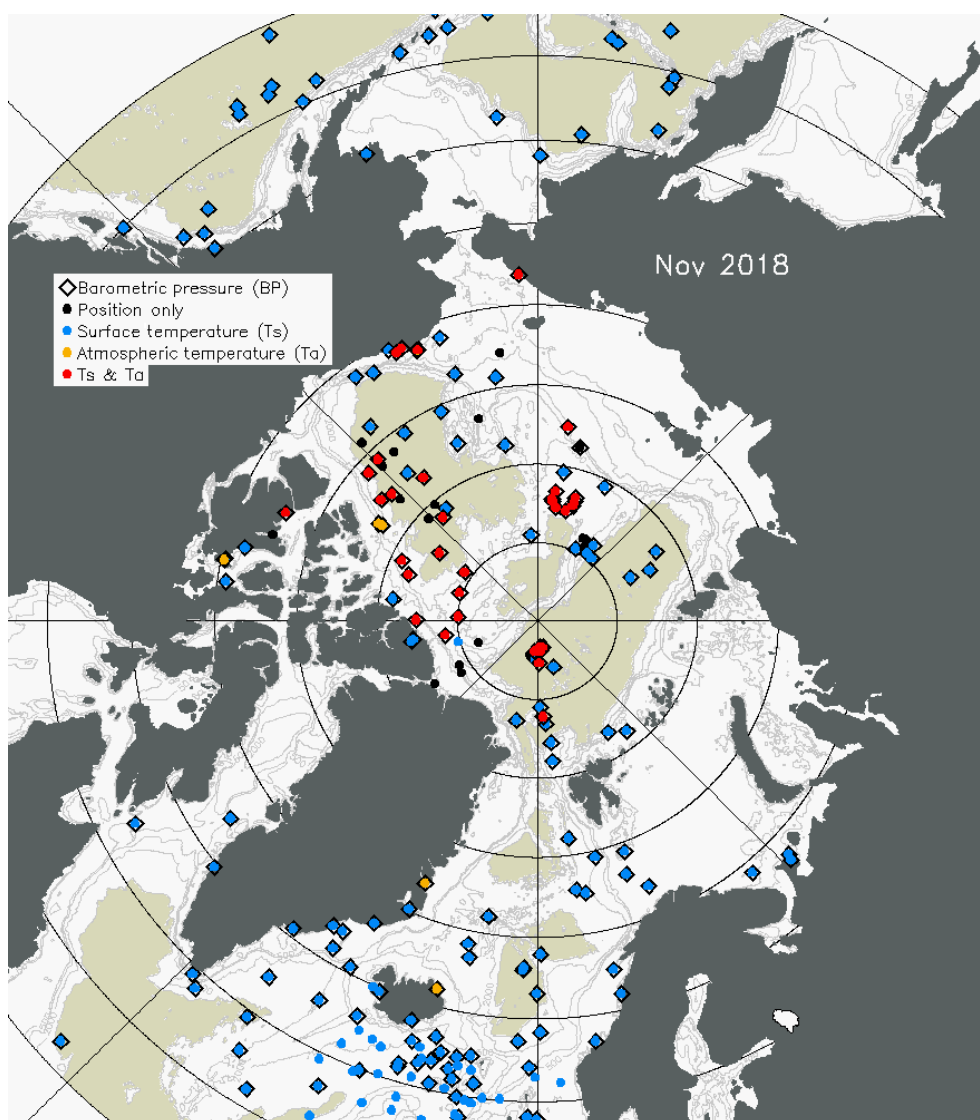 Nov 2018
Barometric pressure (BP)
Position only
Surface temperature (Ts)
Atmospheric temperature (Ta)
Ts & Ta